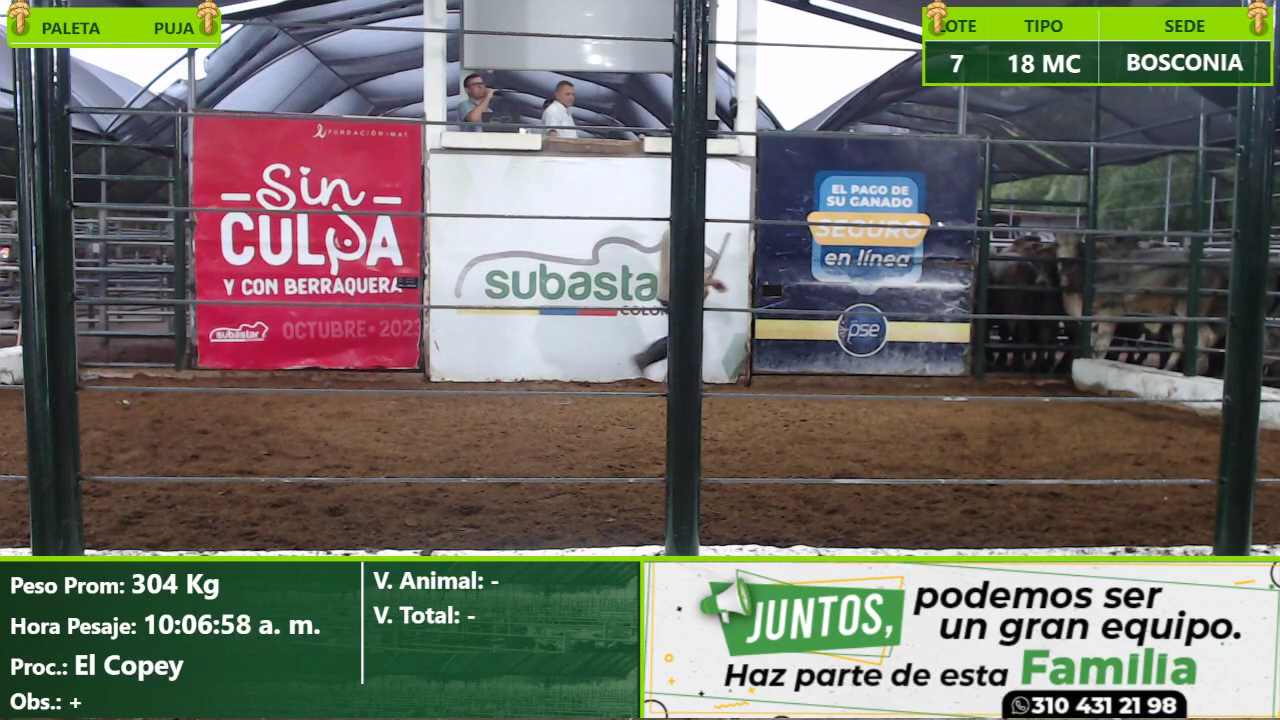 PALETA PUJA
LOTE TIPO SEDE
7 18 MC BOSCONIA
FUNDACIÓN MAT
Sin
CULPA
Y CON BERRAQUERA
subastar
OCTUBRE • 2023
subasta
EL PAGO DE
SU GANADO
SEGURO
en línea
pse
Peso Prom: 304 Kg
Hora Pesaje: 10:06:58 a. m.
Proc.: El Copey
Obs.: +
V. Animal: -
V. Total: -
JUNTOS, podemos ser
un gran equipo.
Haz parte de esta Familia
310 431 21 98